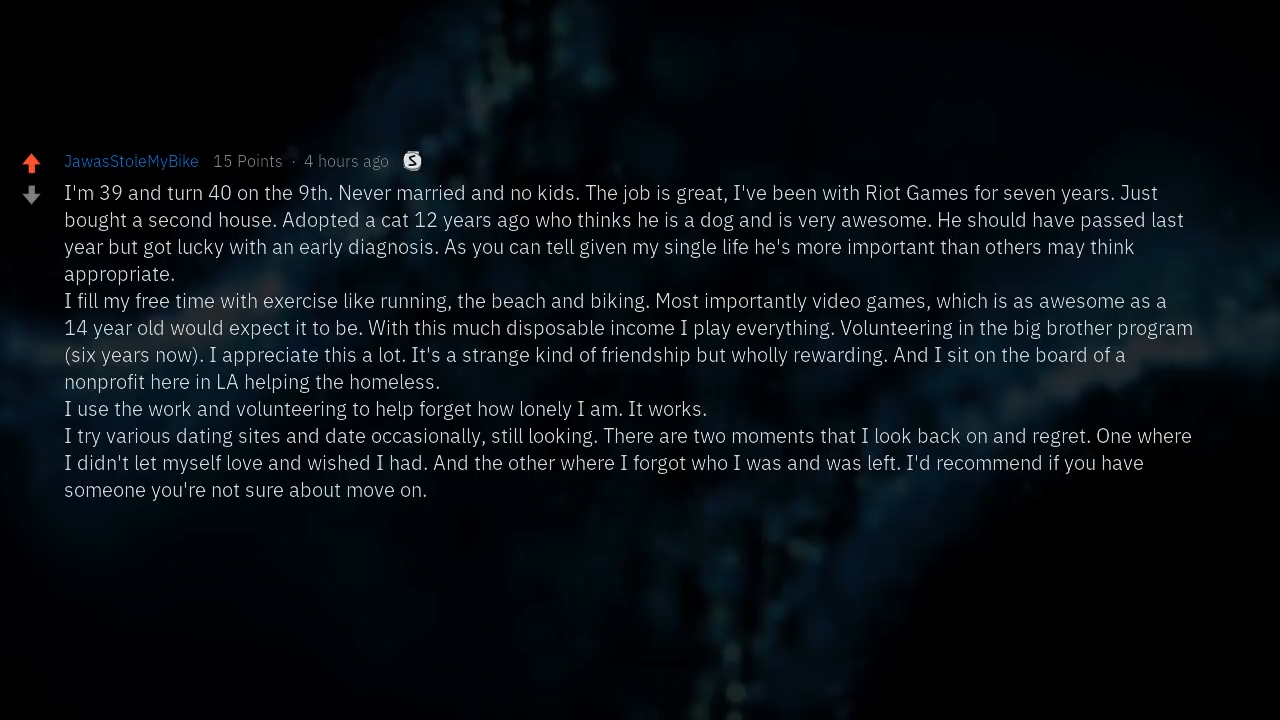 JawasStoleMyBike 15 Points · 4 hours ago S
I'm 39 and turn 40 on the 9th. Never married and no kids. The job is great, I've been with Riot Games for seven years. Just
bought a second house. Adopted a cat 12 years ago who thinks he is a dog and is very awesome. He should have passed last
year but got lucky with an early diagnosis. As you can tell given my single life he's more important than others may think
appropriate.
I fill my free time with exercise like running, the beach and biking. Most importantly video games, which is as awesome as a
14 year old would expect it to be. With this much disposable income I play everything. Volunteering in the big brother program
(six years now). I appreciate this a lot. It's a strange kind of friendship but wholly rewarding. And I sit on the board of a
nonprofit here in LA helping the homeless.
I use the work and volunteering to help forget how lonely I am. It works.
I try various dating sites and date occasionally, still looking. There are two moments that I look back on and regret. One where
I didn't let myself love and wished I had. And the other where I forgot who I was and was left. I'd recommend if you have
someone you're not sure about move on.